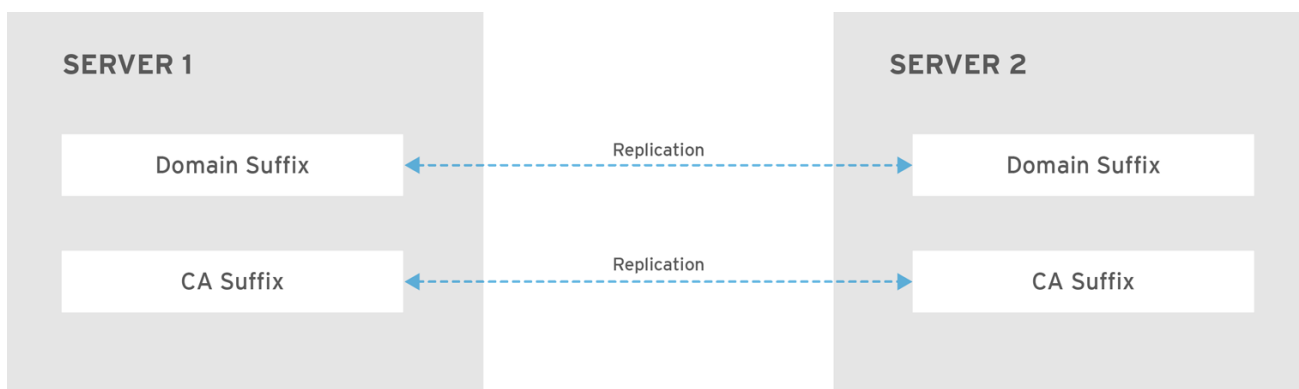 SERVER 1
SERVER 2
Domain Suffix
Replication
Domain Suffix
CA Suffix
Replication
CA Suffix